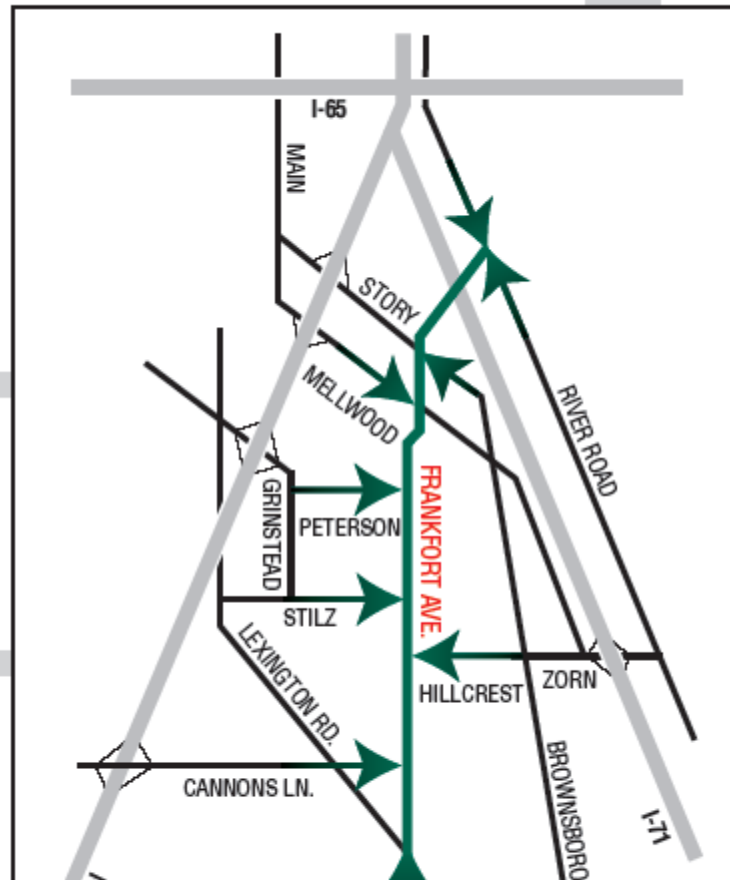 I-65
MAIN
STORY
MELLWOOD
RIVER ROAD
GRINSTEAD
PETERSON
FRANKFORT AVE.
STILZ
LEXINGTON RD.
HILLCREST
ZORN
CANNONS LN.
BROWNSBORO
I-71